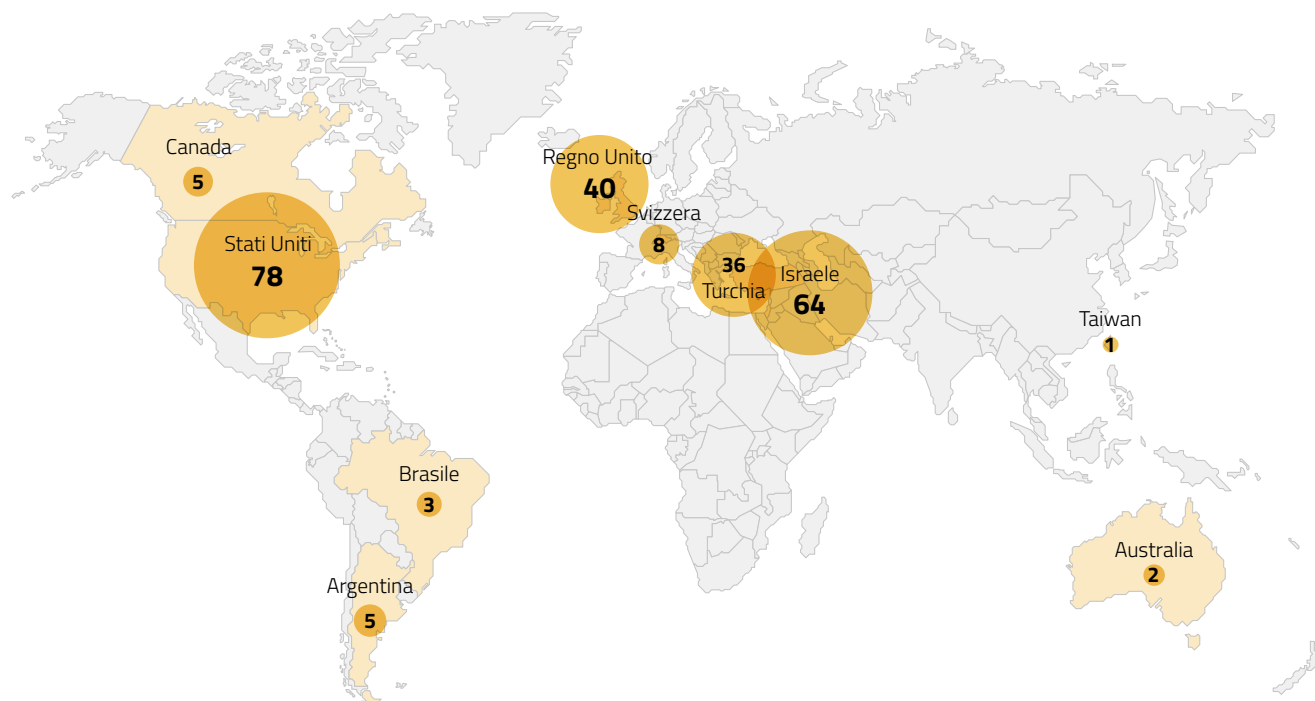 Canada
5
Stati Uniti
78
Regno Unito
40
Svizzera
8
36
Turchia
Israele
64
Taiwan
1
Brasile
3
Argentina
5
Australia
2